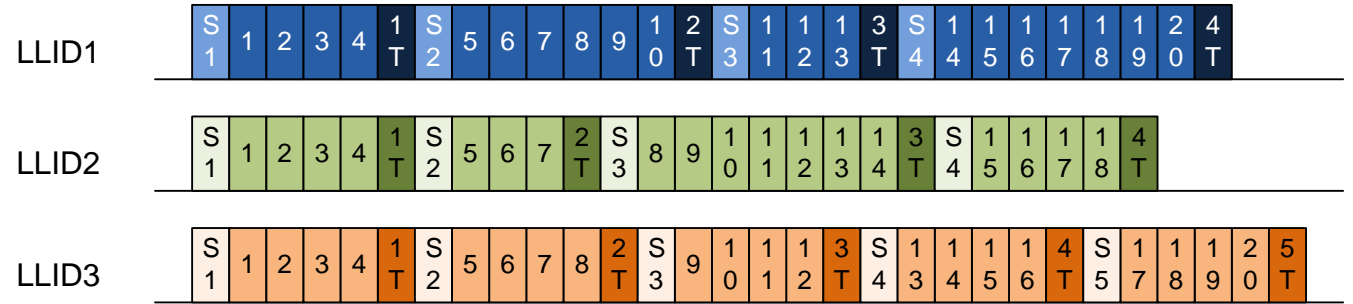 LLID1 S1 1 2 3 4 1T S2 5 6 7 8 9 10 2T S3 11 12 13 3T S4 14 15 16 17 18 19 20 4T
LLID2 S1 1 2 3 4 1T S2 5 6 7 2T S3 8 9 10 11 12 13 14 3T S4 15 16 17 18 4T
LLID3 S1 1 2 3 4 1T S2 5 6 7 8 2T S3 9 10 11 12 3T S4 13 14 15 16 4T S5 17 18 19 20 5T